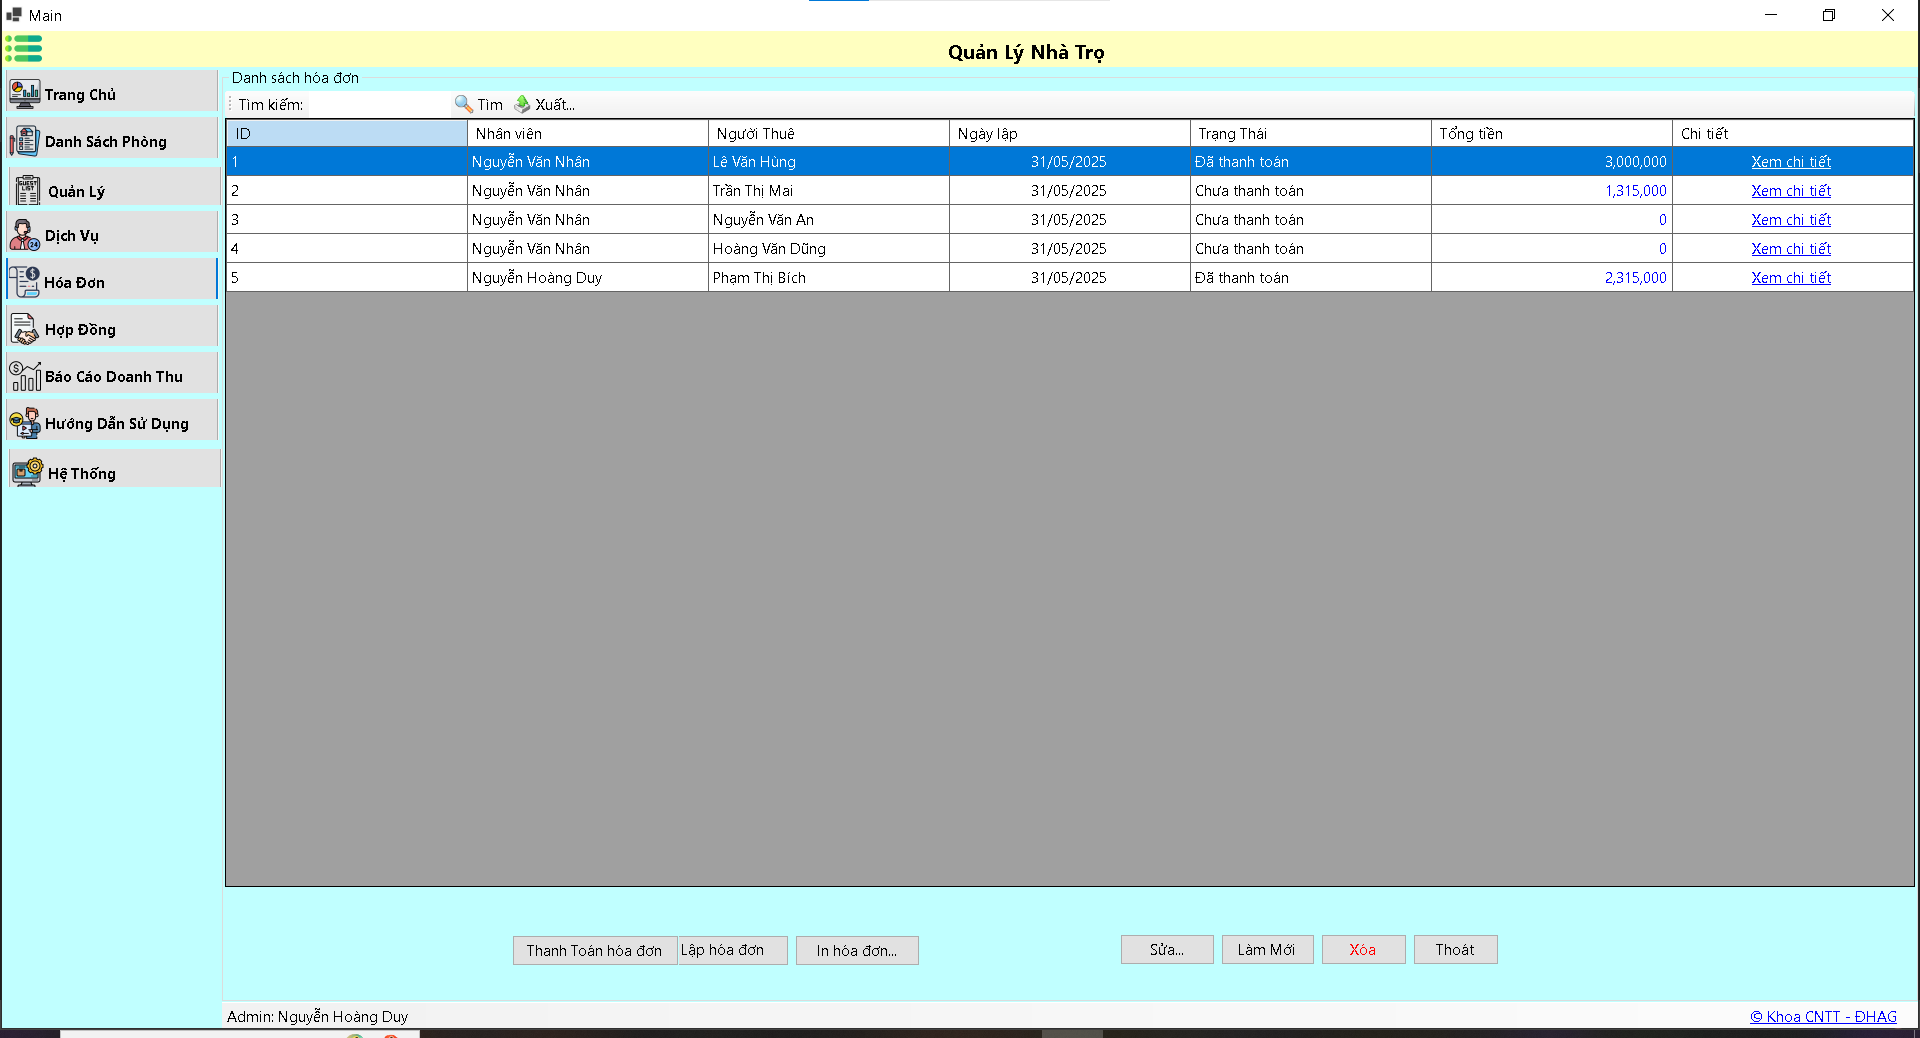 Main
Quản Lý Nhà Trọ
Trang Chủ
Danh Sách Phòng
Quản Lý
Dịch Vụ
Hóa Đơn
Hợp Đồng
Báo Cáo Doanh Thu
Hướng Dẫn Sử Dụng
Hệ Thống
Danh sách hóa đơn
Tìm kiếm: Tìm Xuất...
ID Nhân viên Người Thuê Ngày lập Trạng Thái Tổng tiền Chi tiết
1 Nguyễn Văn Nhân Lê Văn Hùng 31/05/2025 Đã thanh toán 3,000,000 Xem chi tiết
2 Nguyễn Văn Nhân Trần Thị Mai 31/05/2025 Chưa thanh toán 1,315,000 Xem chi tiết
3 Nguyễn Văn Nhân Nguyễn Văn An 31/05/2025 Chưa thanh toán 0 Xem chi tiết
4 Nguyễn Văn Nhân Hoàng Văn Dũng 31/05/2025 Chưa thanh toán 0 Xem chi tiết
5 Nguyễn Hoàng Duy Phạm Thị Bích 31/05/2025 Đã thanh toán 2,315,000 Xem chi tiết
Thanh Toán hóa đơn Lập hóa đơn In hóa đơn... Sửa... Làm Mới Xóa Thoát
Admin: Nguyễn Hoàng Duy © Khoa CNTT - ĐHAG